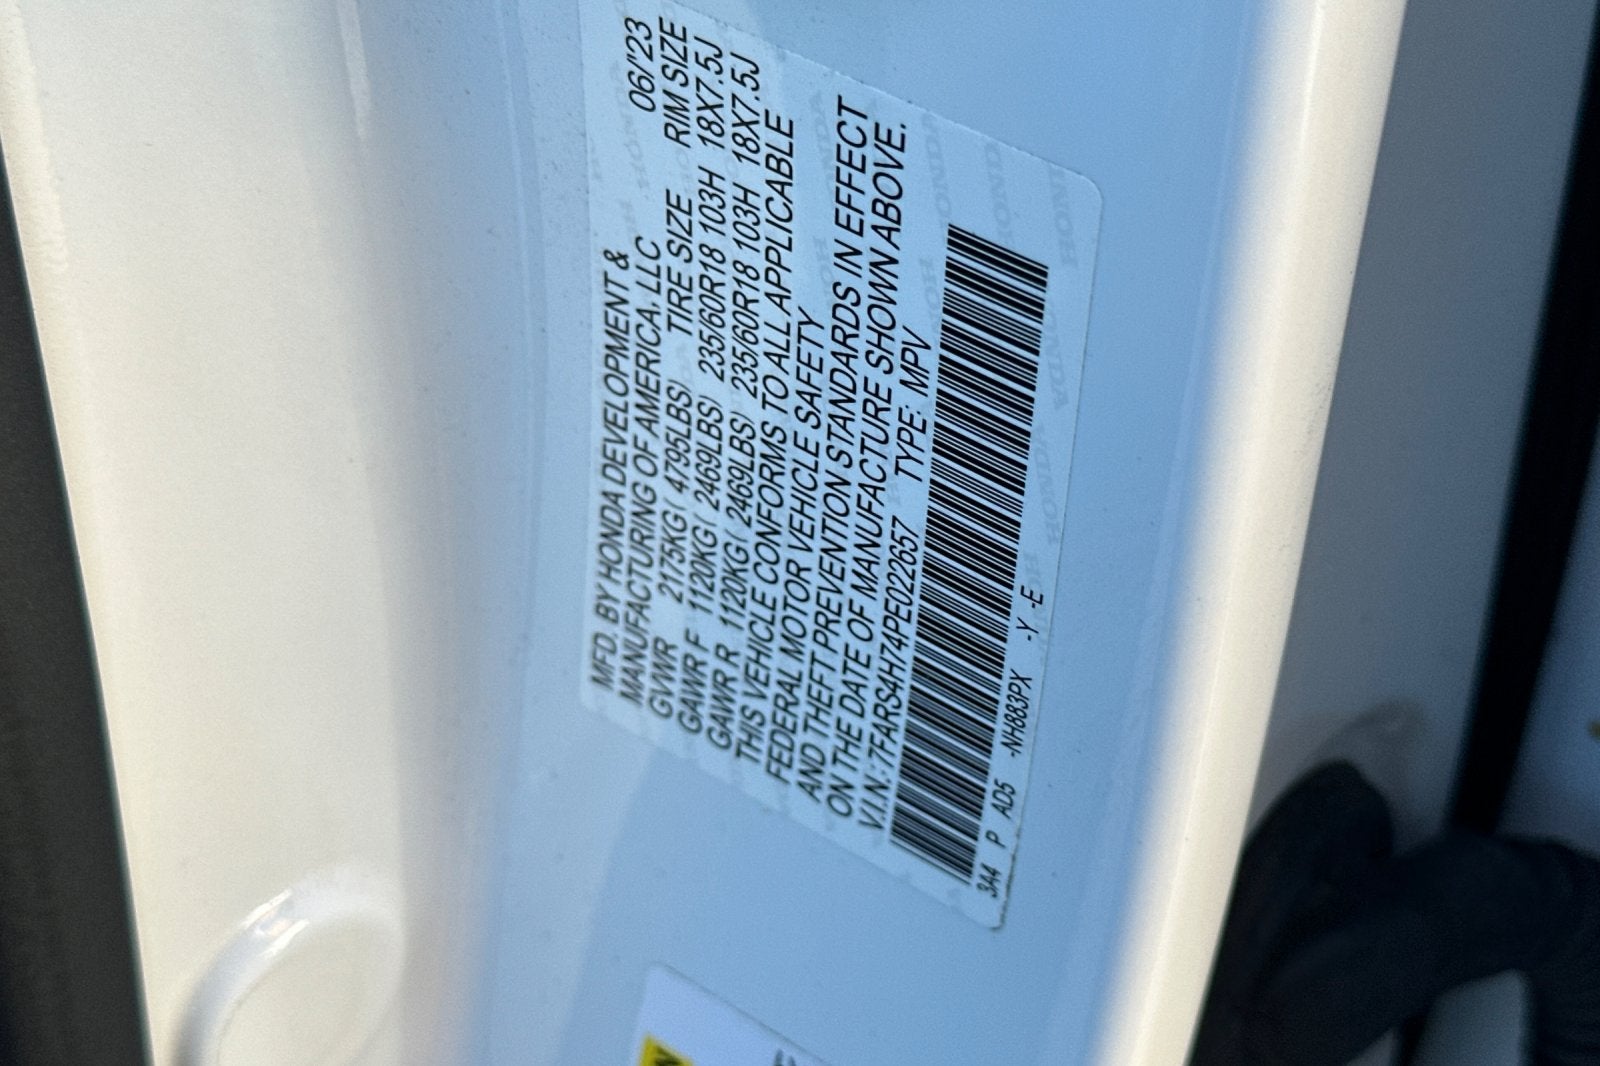 MFD. BY HONDA DEVELOPMENT &
MANUFACTURING OF AMERICA, LLC 06/'23
GVWR 2175KG ( 4795LBS) TIRE SIZE RIM SIZE
GAWR F 1120KG ( 2469LBS) 235/60R18 103H 18X7.5J
GAWR R 1120KG ( 2469LBS) 235/60R18 103H 18X7.5J
THIS VEHICLE CONFORMS TO ALL APPLICABLE
FEDERAL MOTOR VEHICLE SAFETY
AND THEFT PREVENTION STANDARDS IN EFFECT
ON THE DATE OF MANUFACTURE SHOWN ABOVE.
V.I.N.: 7FARS4H74PE022657 TYPE: MPV
3A4 P AD5 -NH883PX -Y -E